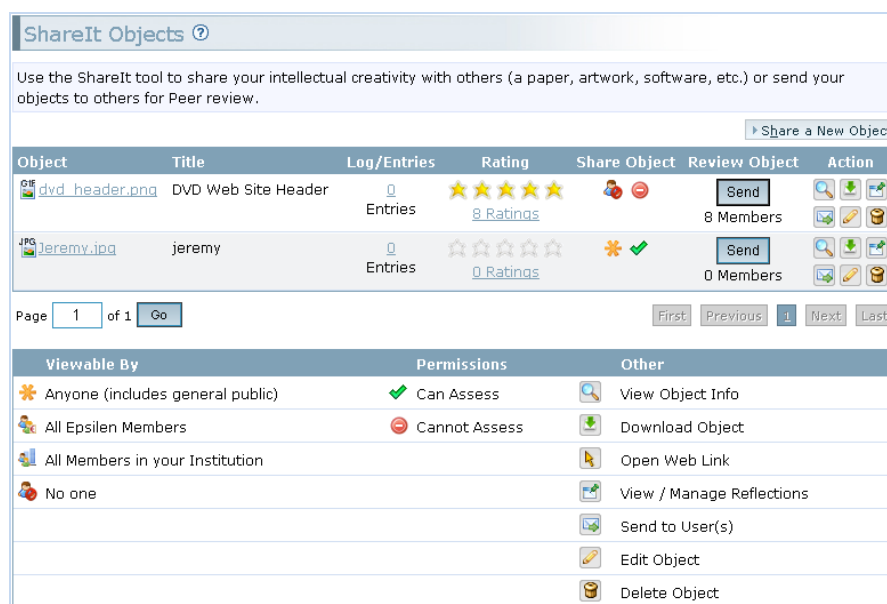 ShareIt Objects ?
Use the ShareIt tool to share your intellectual creativity with others (a paper, artwork, software, etc.) or send your
objects to others for Peer review.
Share a New Objec
Object Title Log/Entries Rating Share Object Review Object Action
GIF dvd_header.png DVD Web Site Header 0 Send
Entries 8 Ratings 8 Members
JPG Jeremy.jpg jeremy 0 Send
Entries 0 Ratings 0 Members
Page 1 of 1 Go First Previous 1 Next Last
Viewable By Permissions Other
Anyone (includes general public) Can Assess View Object Info
All Epsilen Members Cannot Assess Download Object
All Members in your Institution Open Web Link
No one View / Manage Reflections
Send to User(s)
Edit Object
Delete Object